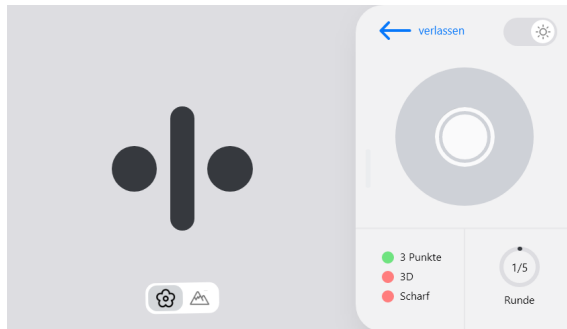 verlassen
3 Punkte
3D
Scharf
1/5
Runde